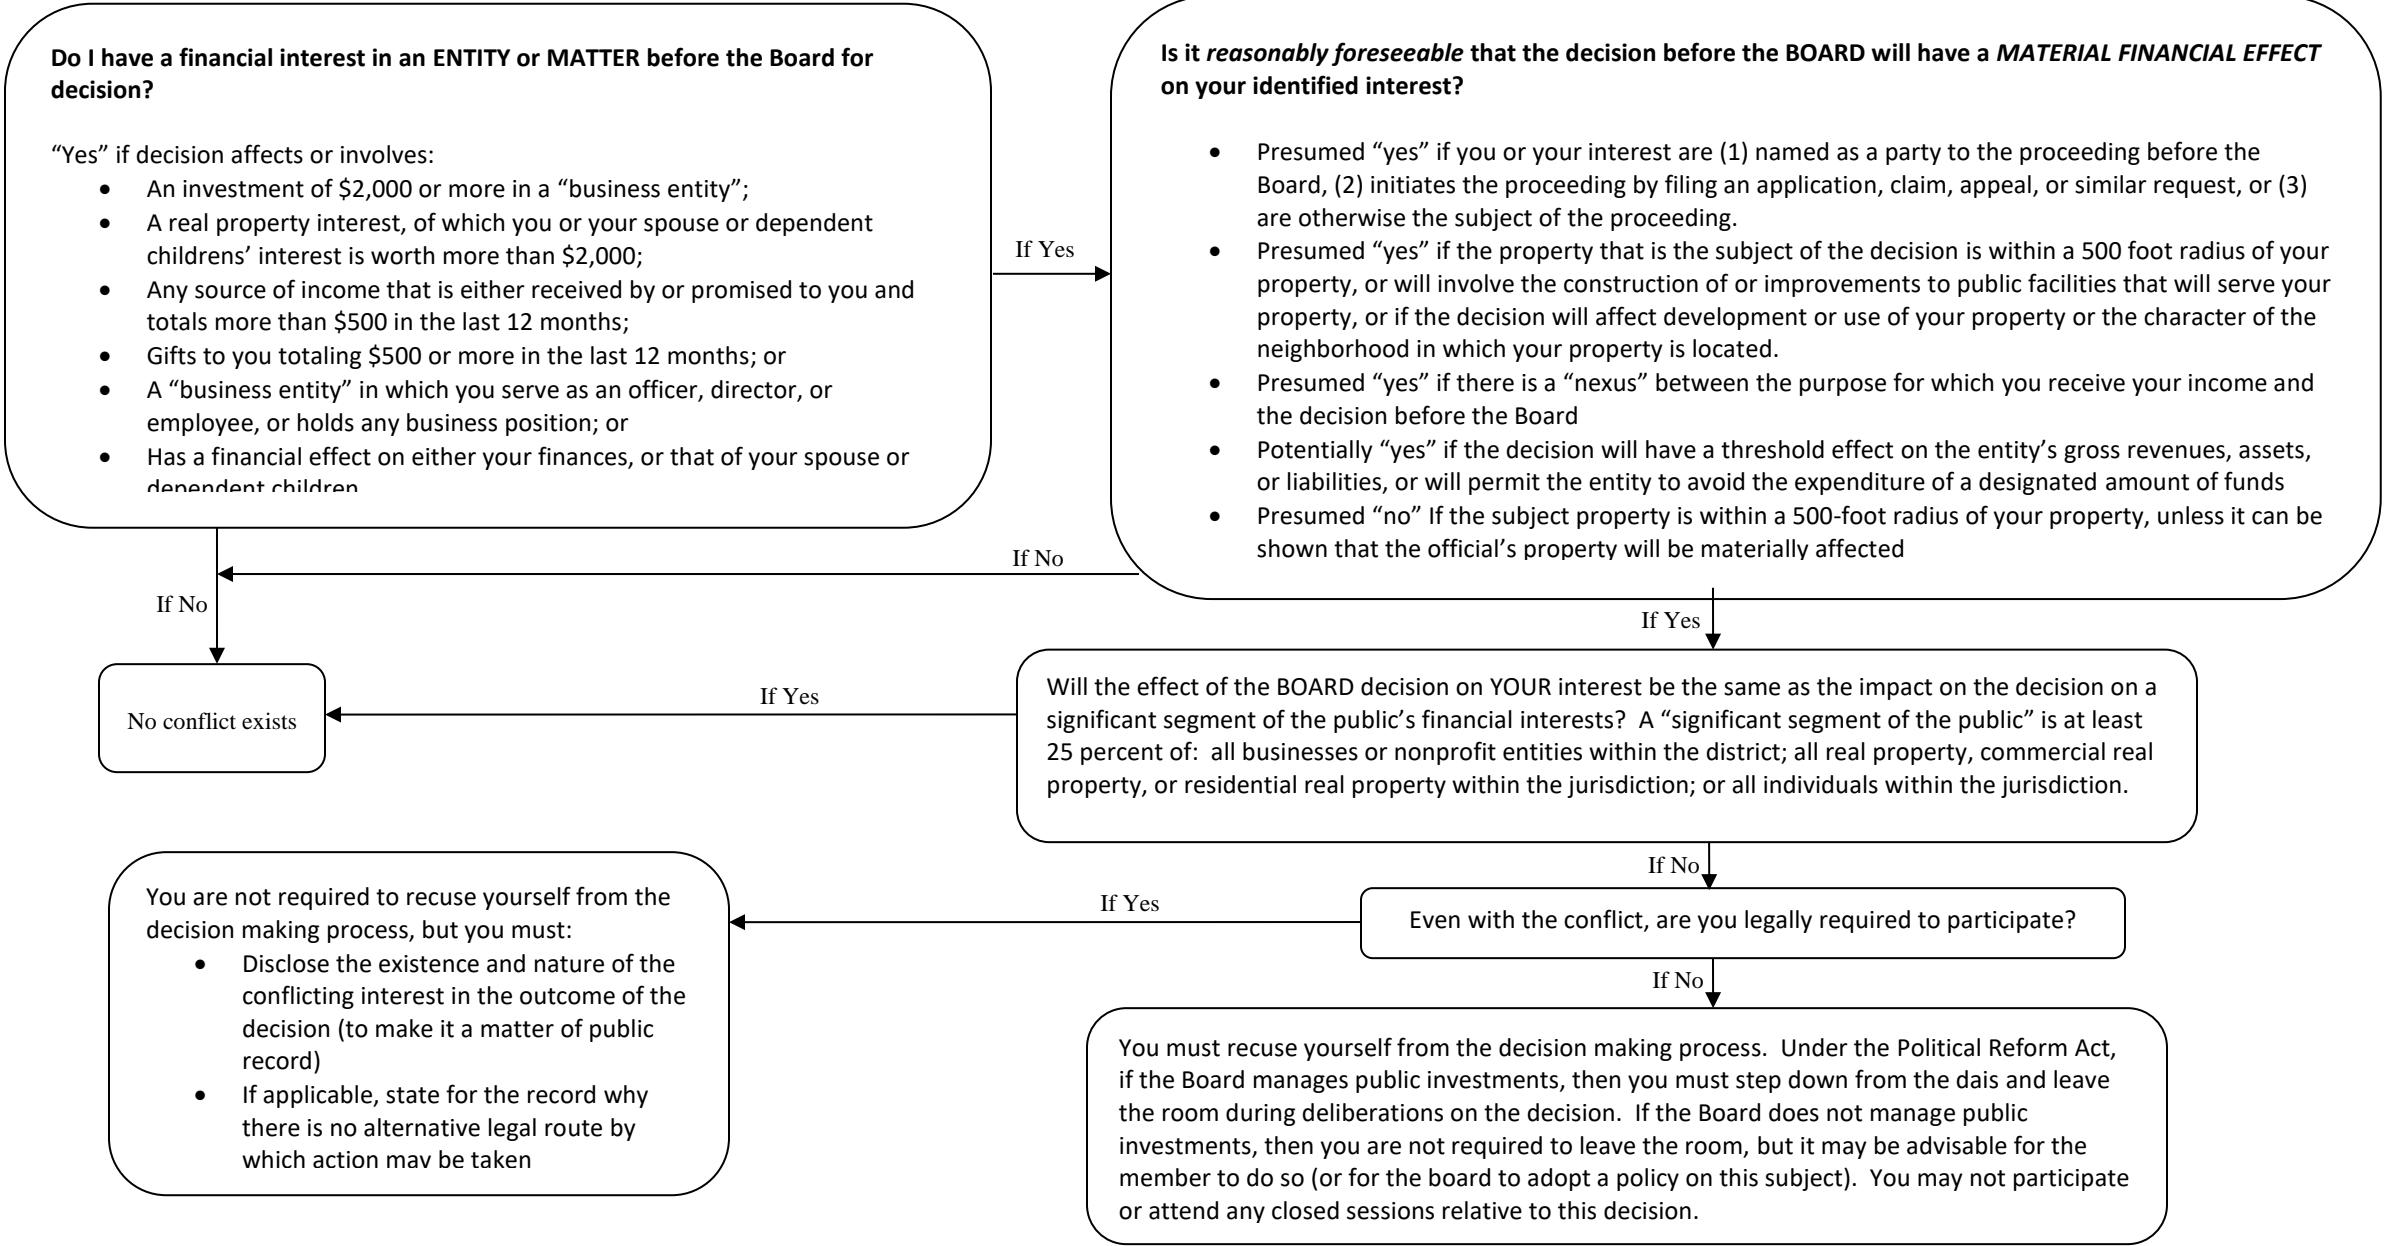 Do I have a financial interest in an ENTITY or MATTER before the Board for
decision?
“Yes” if decision affects or involves:
• An investment of $2,000 or more in a “business entity”;
• A real property interest, of which you or your spouse or dependent
childrens’ interest is worth more than $2,000;
• Any source of income that is either received by or promised to you and
totals more than $500 in the last 12 months;
• Gifts to you totaling $500 or more in the last 12 months; or
• A “business entity” in which you serve as an officer, director, or
employee, or holds any business position; or
• Has a financial effect on either your finances, or that of your spouse or
dependent children
If Yes
Is it reasonably foreseeable that the decision before the BOARD will have a MATERIAL FINANCIAL EFFECT
on your identified interest?
• Presumed “yes” if you or your interest are (1) named as a party to the proceeding before the
Board, (2) initiates the proceeding by filing an application, claim, appeal, or similar request, or (3)
are otherwise the subject of the proceeding.
• Presumed “yes” if the property that is the subject of the decision is within a 500 foot radius of your
property, or will involve the construction of or improvements to public facilities that will serve your
property, or if the decision will affect development or use of your property or the character of the
neighborhood in which your property is located.
• Presumed “yes” if there is a “nexus” between the purpose for which you receive your income and
the decision before the Board
• Potentially “yes” if the decision will have a threshold effect on the entity’s gross revenues, assets,
or liabilities, or will permit the entity to avoid the expenditure of a designated amount of funds
• Presumed “no” If the subject property is within a 500-foot radius of your property, unless it can be
shown that the official’s property will be materially affected
If No
If No
If Yes
No conflict exists
If Yes
Will the effect of the BOARD decision on YOUR interest be the same as the impact on the decision on a
significant segment of the public’s financial interests? A “significant segment of the public” is at least
25 percent of: all businesses or nonprofit entities within the district; all real property, commercial real
property, or residential real property within the jurisdiction; or all individuals within the jurisdiction.
If No
Even with the conflict, are you legally required to participate?
If Yes
You are not required to recuse yourself from the
decision making process, but you must:
• Disclose the existence and nature of the
conflicting interest in the outcome of the
decision (to make it a matter of public
record)
• If applicable, state for the record why
there is no alternative legal route by
which action may be taken
If No
You must recuse yourself from the decision making process. Under the Political Reform Act,
if the Board manages public investments, then you must step down from the dais and leave
the room during deliberations on the decision. If the Board does not manage public
investments, then you are not required to leave the room, but it may be advisable for the
member to do so (or for the board to adopt a policy on this subject). You may not participate
or attend any closed sessions relative to this decision.